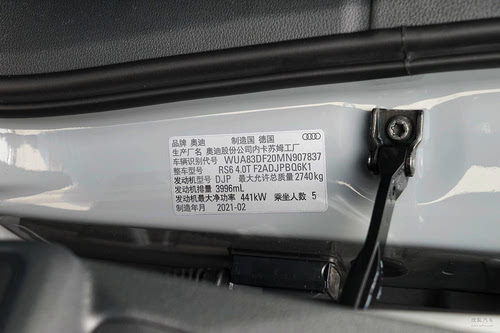 品牌 奥迪 制造国 德国
生产厂名 奥迪股份公司内卡苏姆工厂
车辆识别代号 WUA83DF20MN907837
整车型号 RS6 4.0T F2ADJPBQ6K1
发动机型号 DJP 最大允许总质量 2740kg
发动机排量 3996mL
发动机最大净功率 441kW 乘坐人数 5
制造年月 2021-02